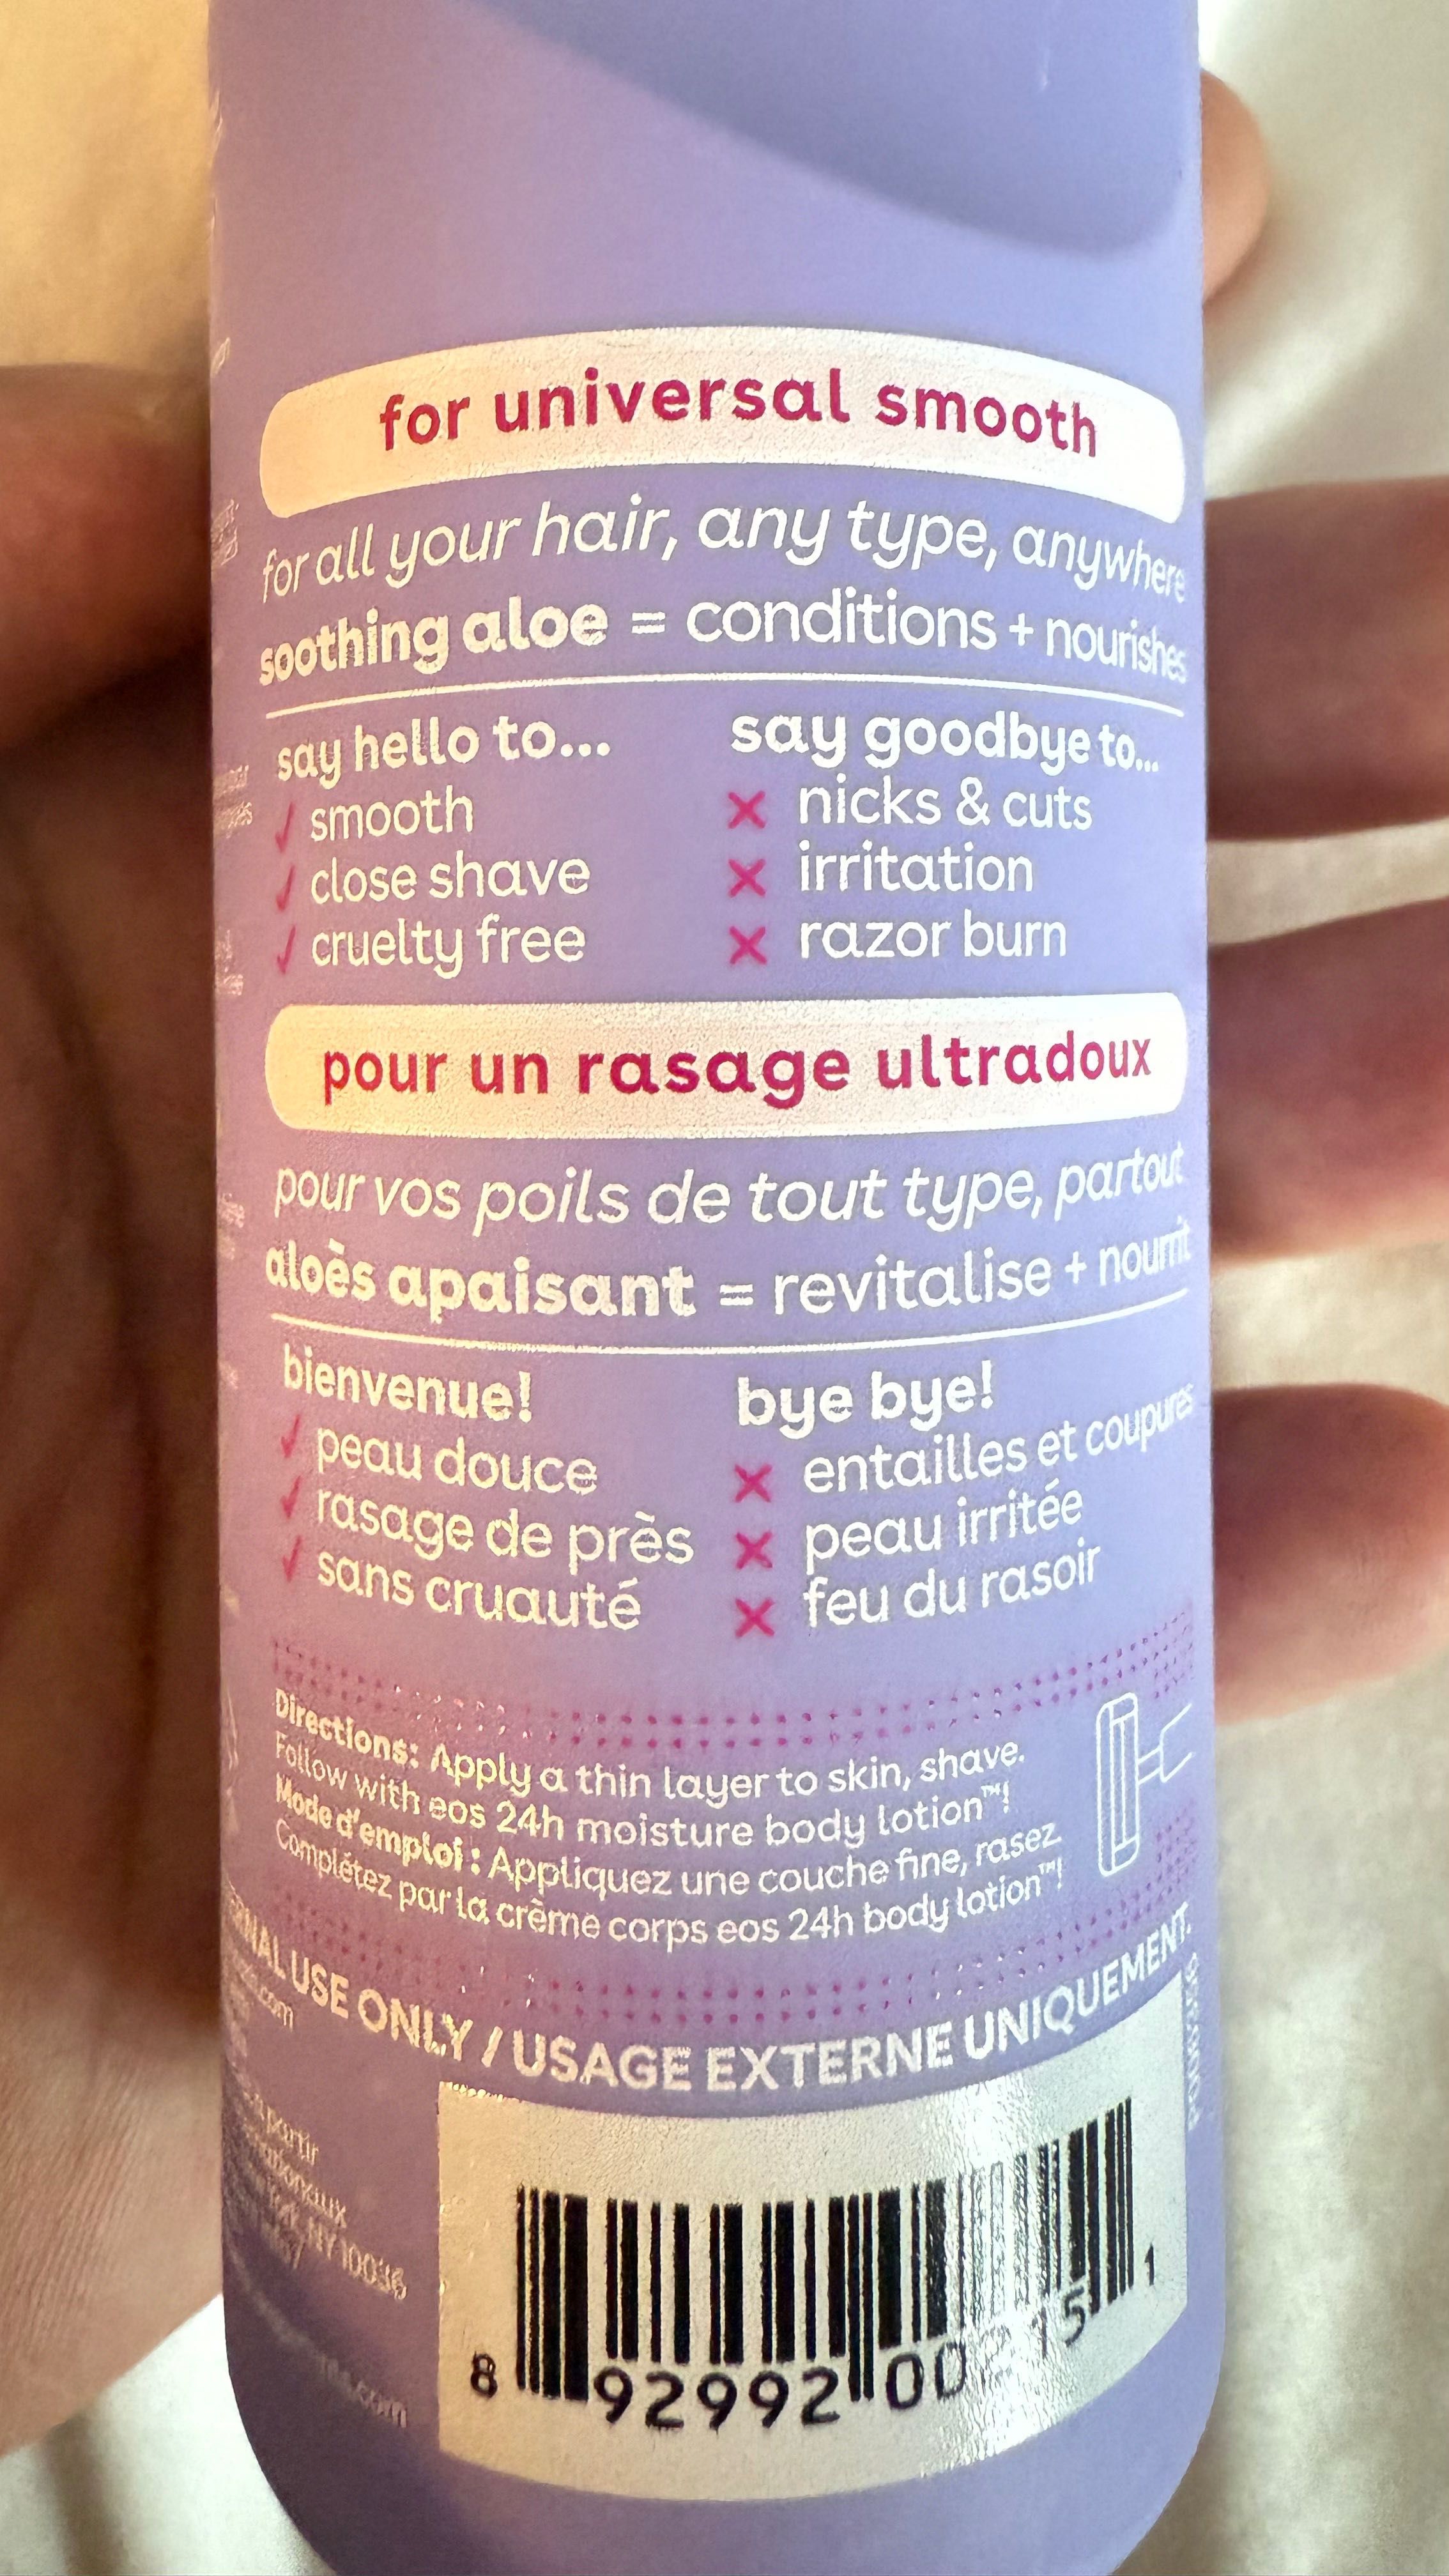 for universal smooth
for all your hair, any type, anywhere
soothing aloe = conditions + nourishes
say hello to...
✓ smooth
✓ close shave
✓ cruelty free
say goodbye to...
✗ nicks & cuts
✗ irritation
✗ razor burn
pour un rasage ultradoux
pour vos poils de tout type, partout
aloès apaisant = revitalise + nourrit
bienvenue!
✓ peau douce
✓ rasage de près
✓ sans cruauté
bye bye!
✗ entailles et coupures
✗ peau irritée
✗ feu du rasoir
Directions: Apply a thin layer to skin, shave.
Follow with eos 24h moisture body lotion™!
Mode d'emploi : Appliquez une couche fine, rasez
Complétez par la crème corps eos 24h body lotion™!
USE ONLY / USAGE EXTERNE UNIQUEMENT.
partir
NY 10036
8 92992 00215 1